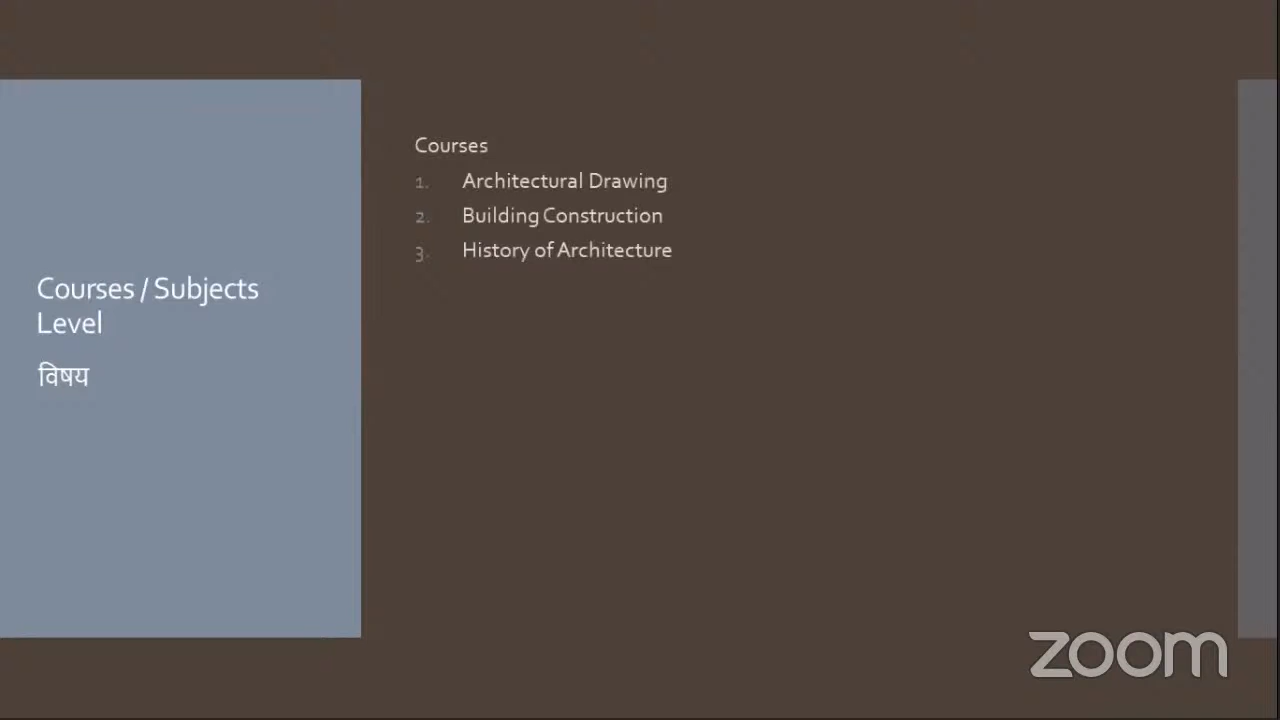 Courses / Subjects
Level
विषय
Courses
1. Architectural Drawing
2. Building Construction
3. History of Architecture
zoom